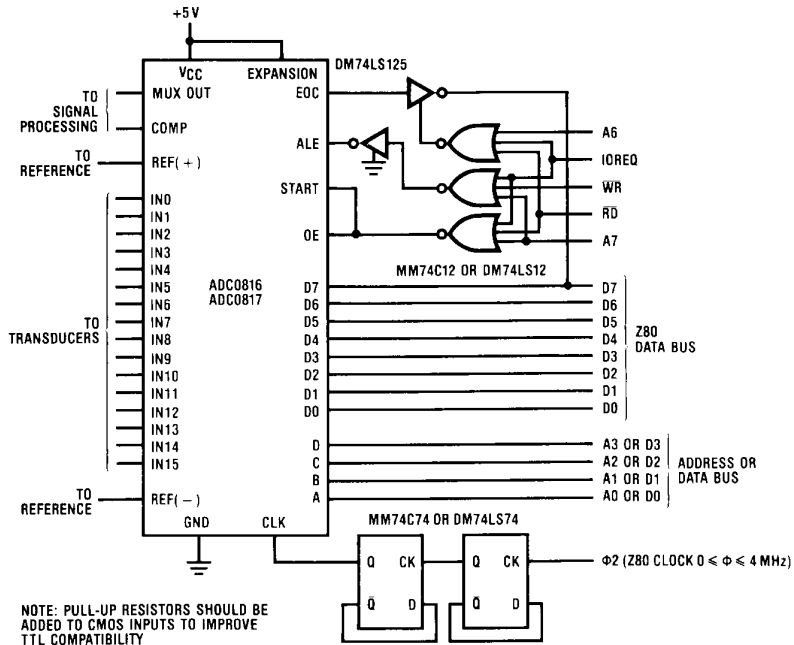 +5V
VCC
EXPANSION
DM74LS125
TO SIGNAL PROCESSING
MUX OUT
COMP
EOC
ALE
START
OE
A6
IOREQ
W̅R̅
R̅D̅
A7
TO REFERENCE
REF(+)
MM74C12 OR DM74LS12
TO TRANSDUCERS
IN0
IN1
IN2
IN3
IN4
IN5
IN6
IN7
IN8
IN9
IN10
IN11
IN12
IN13
IN14
IN15
ADC0816
ADC0817
D7
D6
D5
D4
D3
D2
D1
D0
D7
D6
D5
D4
D3
D2
D1
D0
Z80
DATA BUS
D
C
B
A
A3 OR D3
A2 OR D2
A1 OR D1
A0 OR D0
ADDRESS OR
DATA BUS
TO REFERENCE
REF(−)
GND
CLK
MM74C74 OR DM74LS74
Q
CK
Q̅
D
Q
CK
Q̅
D
Φ2 (Z80 CLOCK 0 ⩽ Φ ⩽ 4 MHz)
NOTE: PULL-UP RESISTORS SHOULD BE
ADDED TO CMOS INPUTS TO IMPROVE
TTL COMPATIBILITY